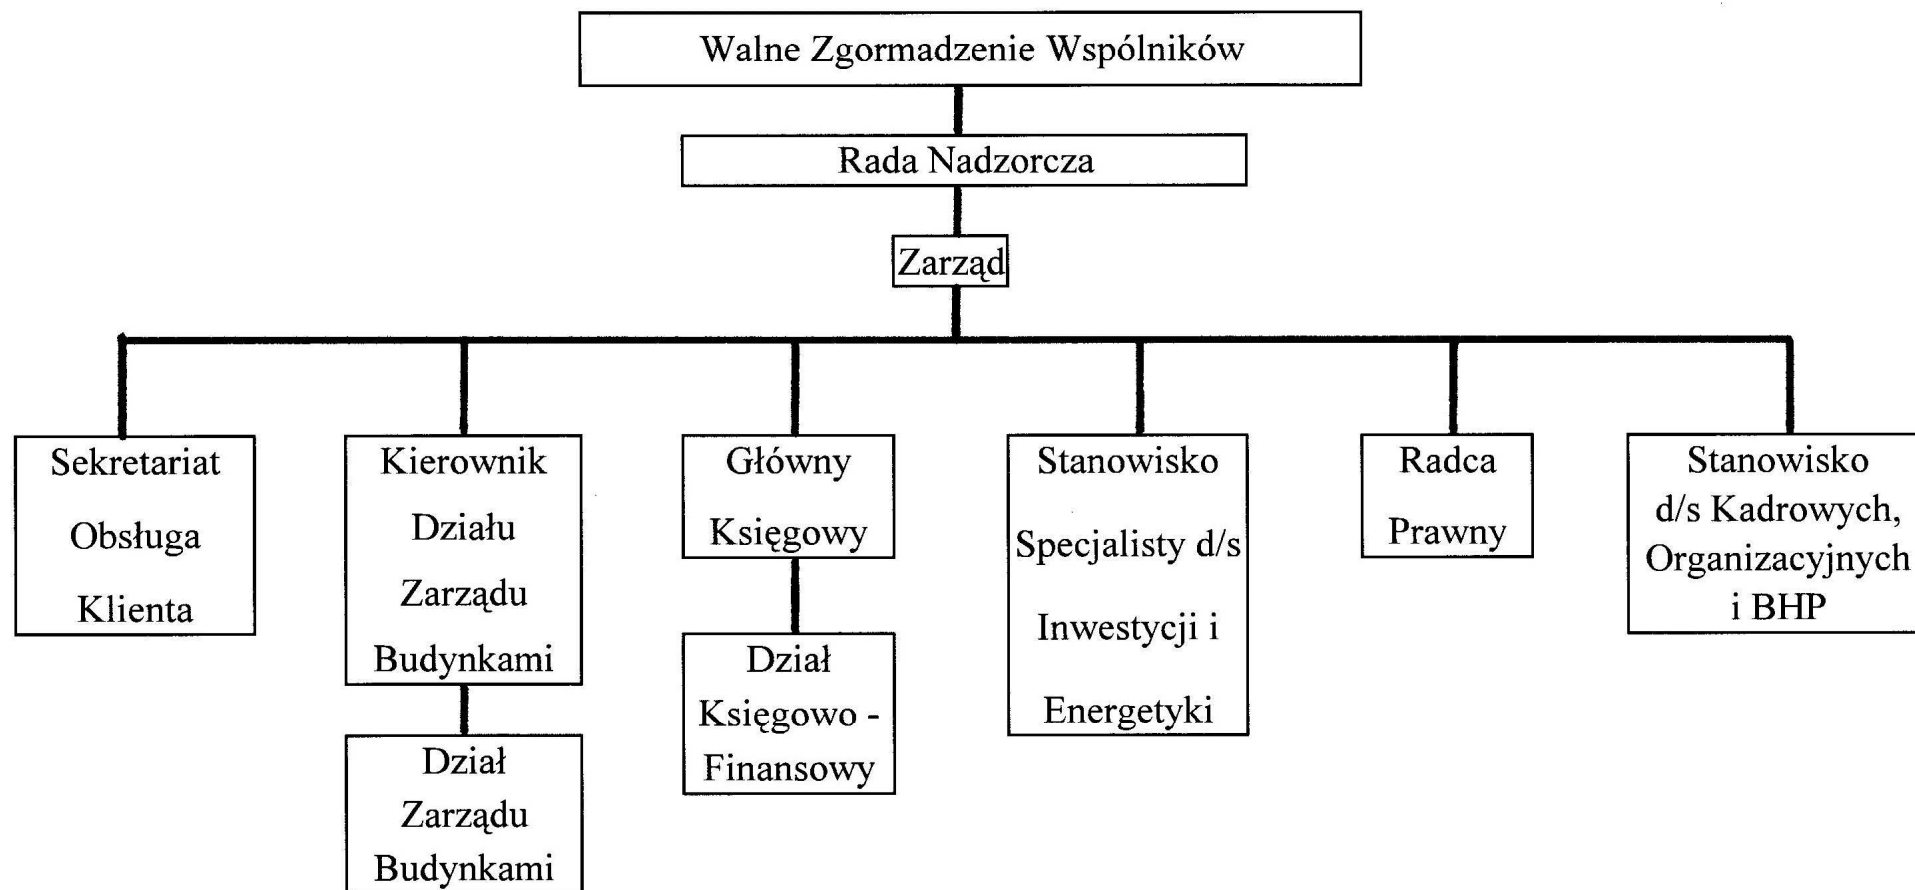 Walne Zgormadzenie Wspólników
Rada Nadzorcza
Zarząd
Sekretariat
Obsługa
Klienta
Kierownik
Działu
Zarządu
Budynkami
Dział
Zarządu
Budynkami
Główny
Księgowy
Dział
Księgowo -
Finansowy
Stanowisko
Specjalisty d/s
Inwestycji i
Energetyki
Radca
Prawny
Stanowisko
d/s Kadrowych,
Organizacyjnych
i BHP